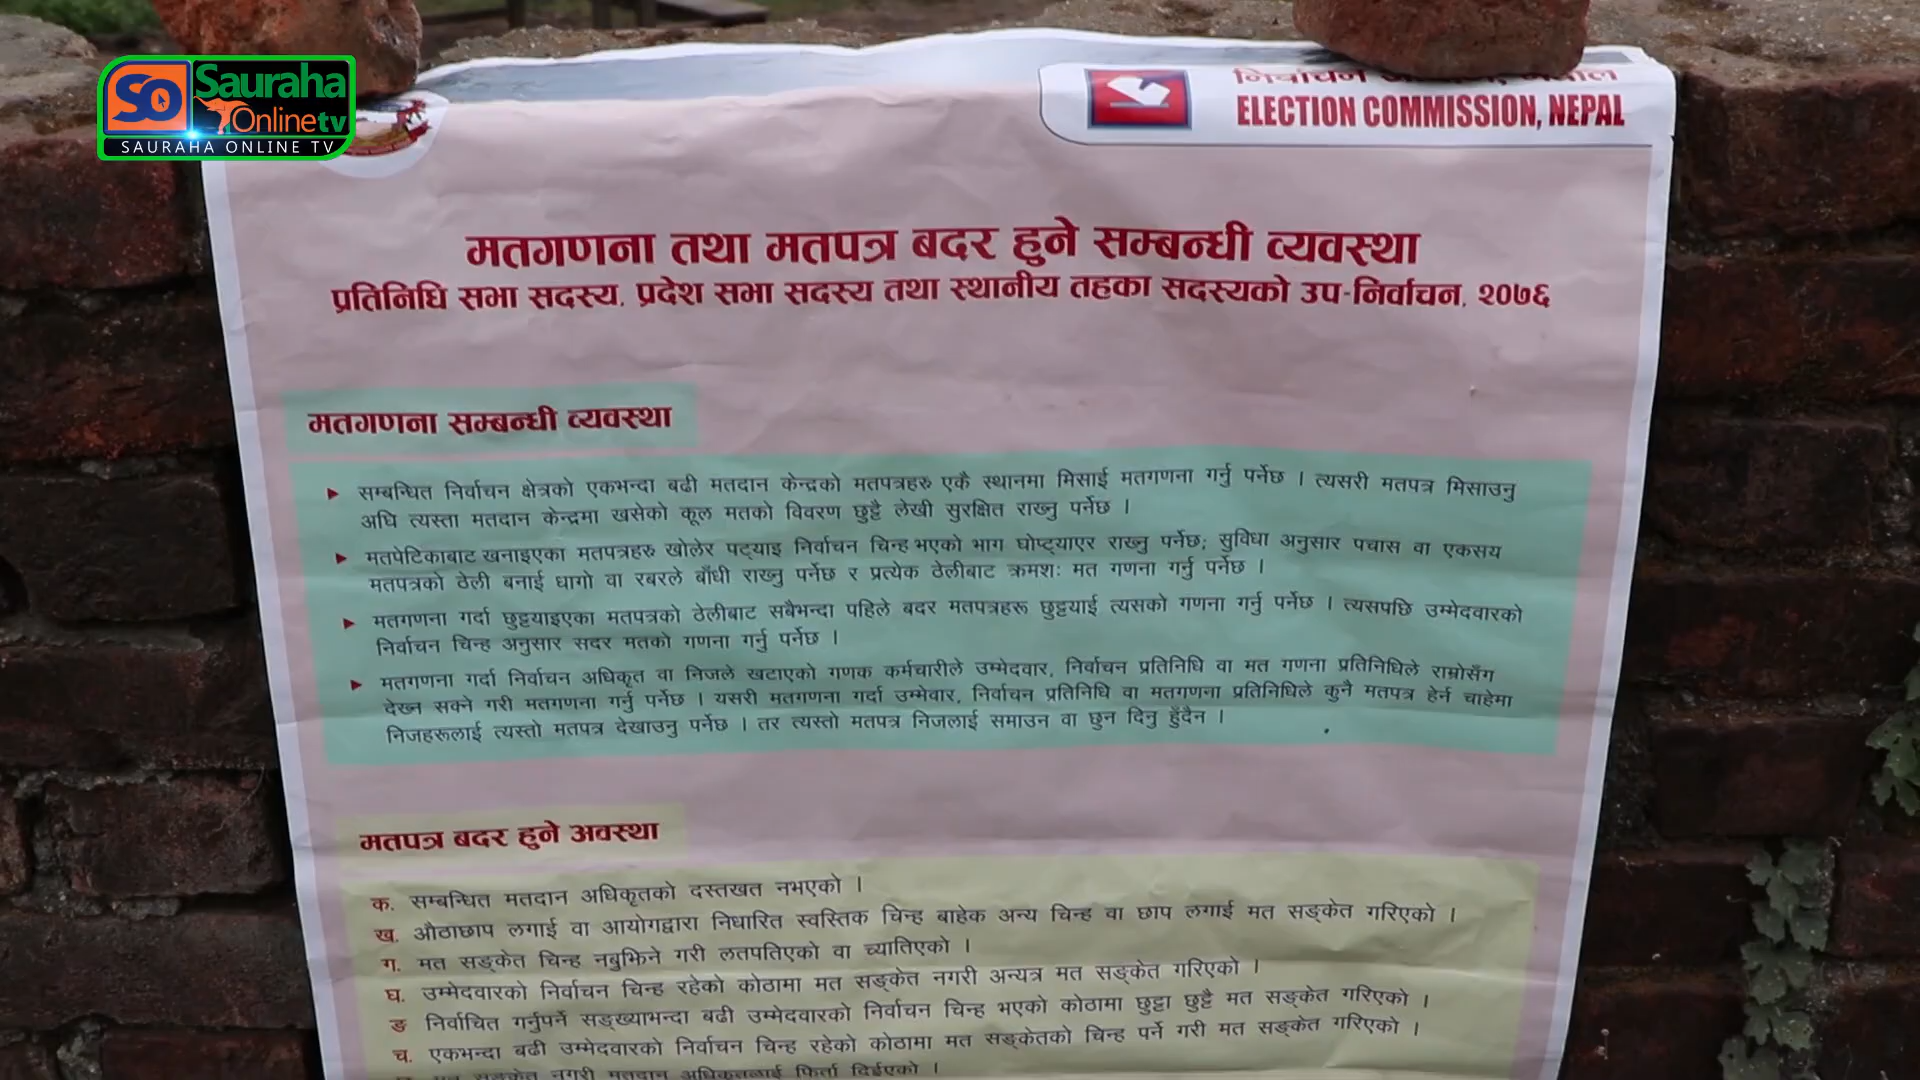 Sauraha
Onlinetv
SAURAHA ONLINE TV
ELECTION COMMISSION, NEPAL
मतगणना तथा मतपत्र बदर हुने सम्बन्धी व्यवस्था
प्रतिनिधि सभा सदस्य, प्रदेश सभा सदस्य तथा स्थानीय तहका सदस्यको उप-निर्वाचन, २०७६
मतगणना सम्बन्धी व्यवस्था
सम्बन्धित निर्वाचन क्षेत्रको एकभन्दा बढी मतदान केन्द्रको मतपत्रहरु एकै स्थानमा मिसाई मतगणना गर्नु पर्नेछ । त्यसरी मतपत्र मिसाउनु
अघि त्यस्ता मतदान केन्द्रमा खसेको कूल मतको विवरण छुट्टै लेखी सुरक्षित राख्नु पर्नेछ ।
मतपेटिकाबाट खनाइएका मतपत्रहरु खोलेर पट्याइ निर्वाचन चिन्ह भएको भाग घोप्ट्याएर राख्नु पर्नेछ; सुविधा अनुसार पचास वा एकसय
मतपत्रको ठेली बनाई धागो वा रबरले बाँधी राख्नु पर्नेछ र प्रत्येक ठेलीबाट क्रमशः मत गणना गर्नु पर्नेछ ।
मतगणना गर्दा छुट्टयाइएका मतपत्रको ठेलीबाट सबैभन्दा पहिले बदर मतपत्रहरू छुट्टयाई त्यसको गणना गर्नु पर्नेछ । त्यसपछि उम्मेदवारको
निर्वाचन चिन्ह अनुसार सदर मतको गणना गर्नु पर्नेछ ।
मतगणना गर्दा निर्वाचन अधिकृत वा निजले खटाएको गणक कर्मचारीले उम्मेदवार, निर्वाचन प्रतिनिधि वा मत गणना प्रतिनिधिले राम्रोसँग
देख्न सक्ने गरी मतगणना गर्नु पर्नेछ । यसरी मतगणना गर्दा उम्मेवार, निर्वाचन प्रतिनिधि वा मतगणना प्रतिनिधिले कुनै मतपत्र हेर्न चाहेमा
निजहरूलाई त्यस्तो मतपत्र देखाउनु पर्नेछ । तर त्यस्तो मतपत्र निजलाई समाउन वा छुन दिनु हुँदैन ।
मतपत्र बदर हुने अवस्था
क. सम्बन्धित मतदान अधिकृतको दस्तखत नभएको ।
ख. औठाछाप लगाई वा आयोगद्वारा निधारित स्वस्तिक चिन्ह बाहेक अन्य चिन्ह वा छाप लगाई मत सङ्केत गरिएको ।
ग. मत सङ्केत चिन्ह नबुझिने गरी लतपतिएको वा च्यातिएको ।
घ. उम्मेदवारको निर्वाचन चिन्ह रहेको कोठामा मत सङ्केत नगरी अन्यत्र मत सङ्केत गरिएको ।
ङ निर्वाचित गर्नुपर्ने सङ्ख्याभन्दा बढी उम्मेदवारको निर्वाचन चिन्ह भएको कोठामा छुट्टा छुट्टै मत सङ्केत गरिएको ।
च. एकभन्दा बढी उम्मेदवारको निर्वाचन चिन्ह रहेको कोठामा मत सङ्केतको चिन्ह पर्ने गरी मत सङ्केत गरिएको ।
मत सङ्केत नगरी मतदान अधिकृतलाई फिर्ता दिईएको ।